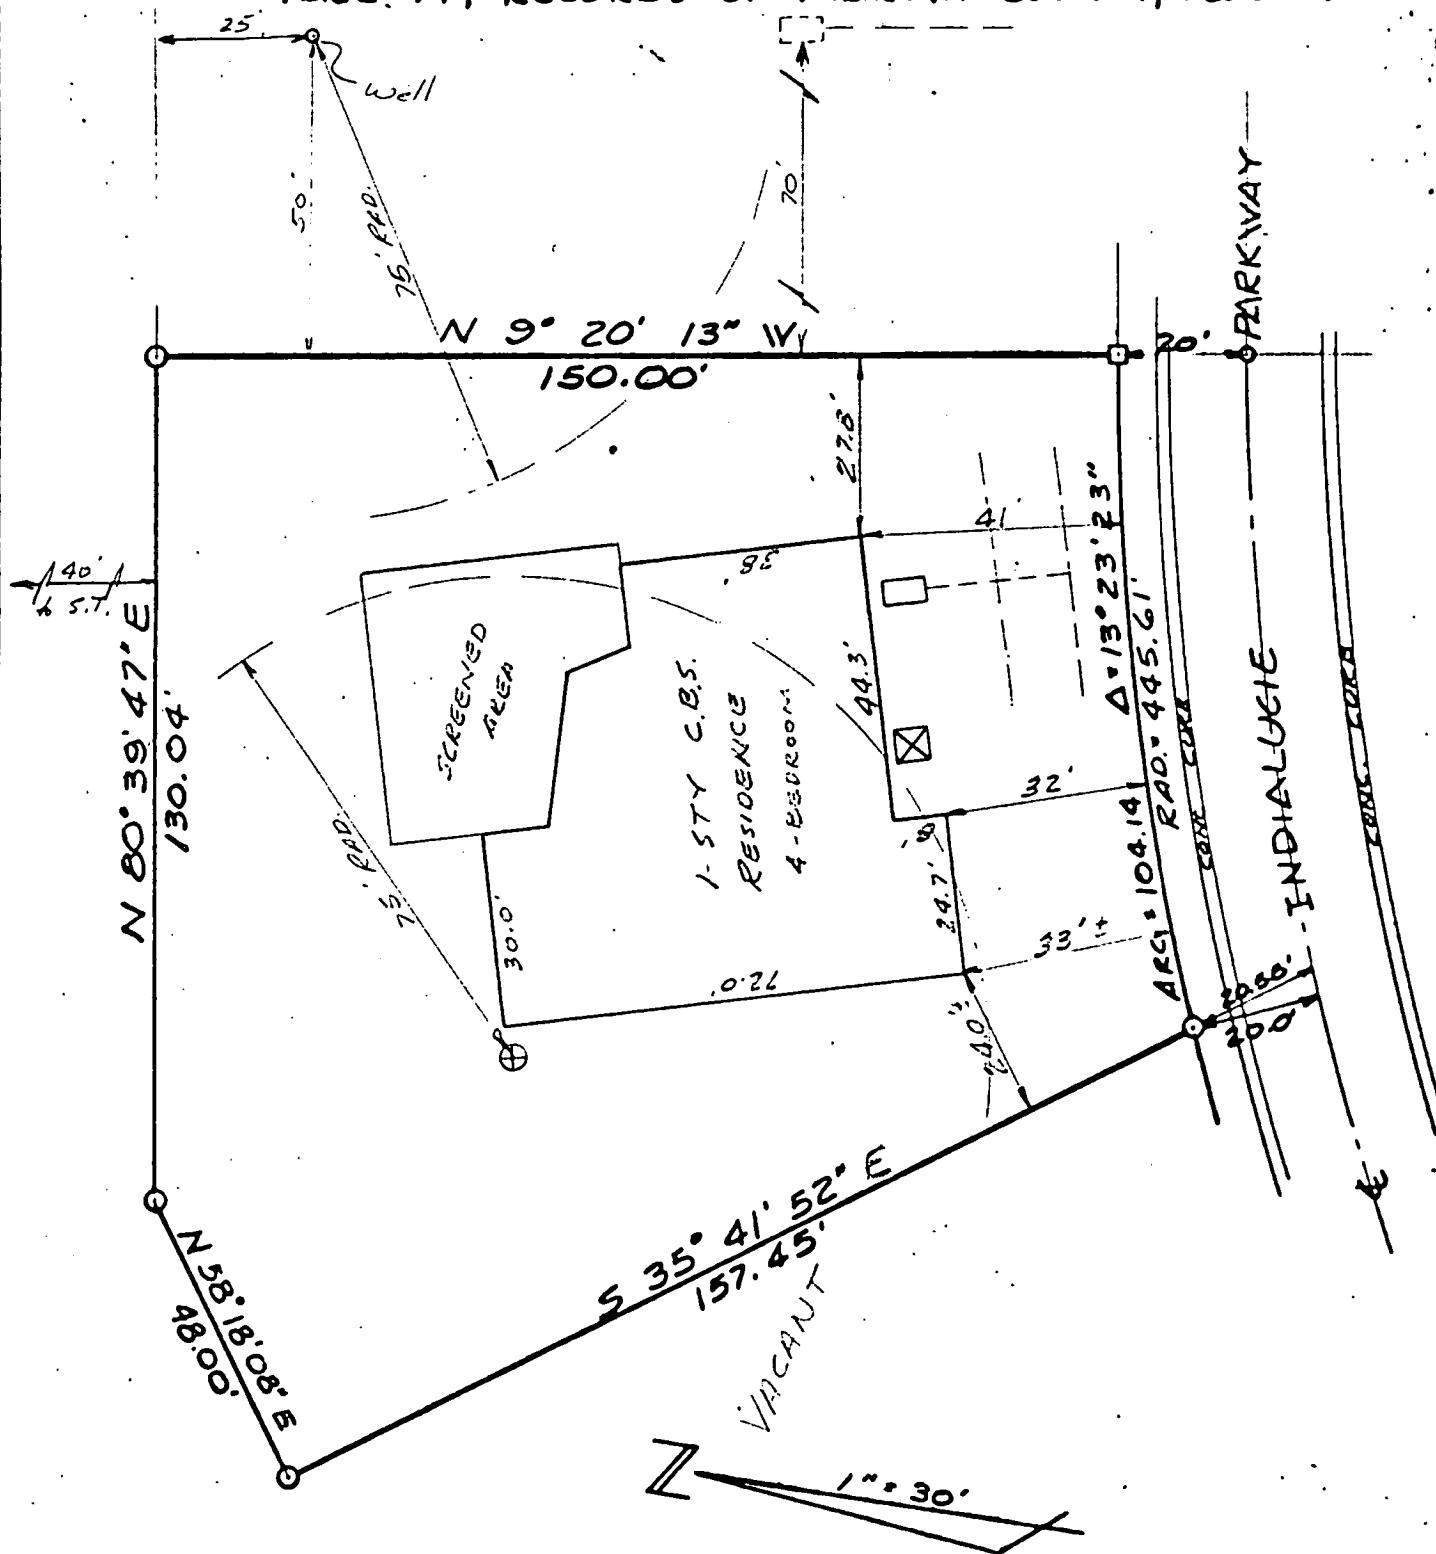 25'
Well
50'
75' RAD.
70'
PARKWAY
N 9° 20' 13" W
150.00'
20'
27.8'
41'
38'
40'
to S.T.
N 80° 39' 47" E
130.04'
SCREENED
AREA
44.3'
Δ = 13° 23' 23"
RAD. = 445.61'
ARC = 104.14
CONC CURB
INDIALUCIE
CONC. CURB
1-STY C.B.S.
RESIDENCE
4-BEDROOM
32'
8'
75' RAD.
30.0'
24.7'
33' ±
72.0'
24.0' ±
20.00'
S 35° 41' 52" E
157.45'
VACANT
N 58° 18' 08" E
48.00'
N
1" = 30'